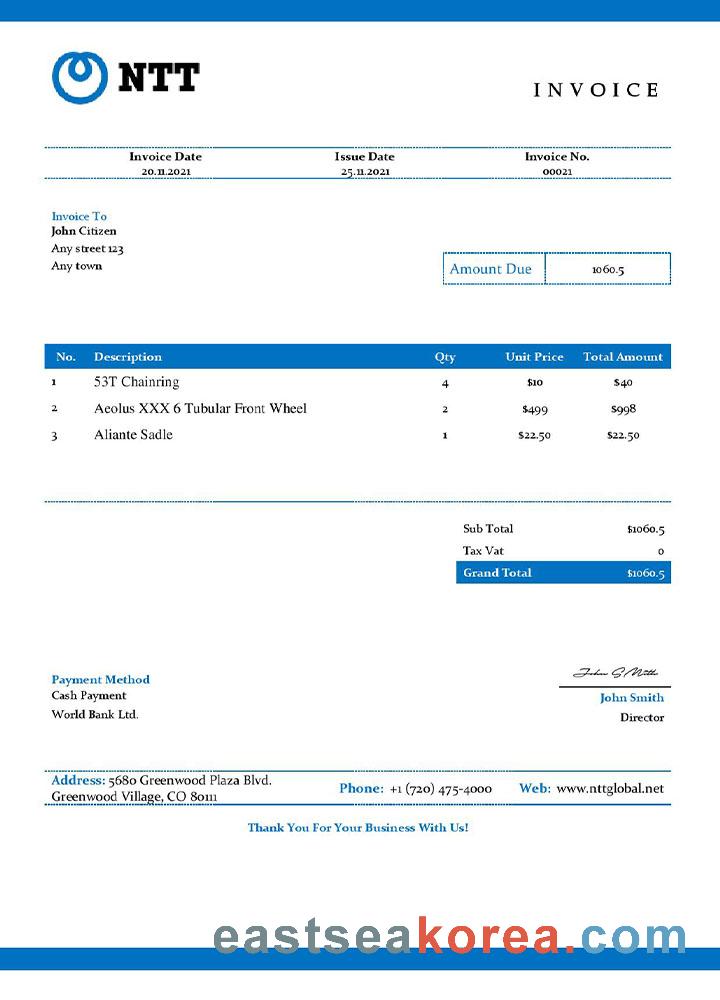 NTT
INVOICE
Invoice Date Issue Date Invoice No.
20.11.2021 25.11.2021 00021
Invoice To
John Citizen
Any street 123
Any town
Amount Due 1060.5
No. Description Qty Unit Price Total Amount
1 53T Chainring 4 $10 $40
2 Aeolus XXX 6 Tubular Front Wheel 2 $499 $998
3 Aliante Sadle 1 $22.50 $22.50
Sub Total $1060.5
Tax Vat 0
Grand Total $1060.5
Payment Method
Cash Payment
World Bank Ltd.
John Smith
John Smith
Director
Address: 5680 Greenwood Plaza Blvd.
Greenwood Village, CO 80111
Phone: +1 (720) 475-4000 Web: www.nttglobal.net
Thank You For Your Business With Us!
eastseakorea.com